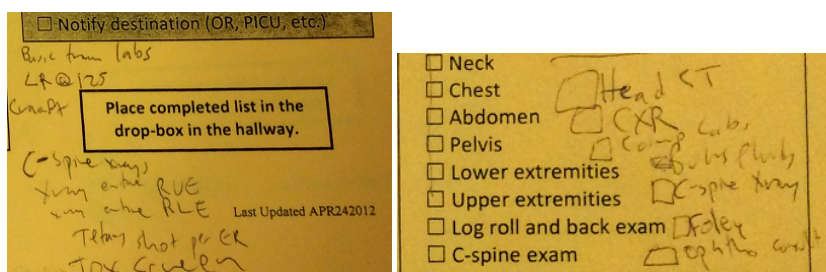 ☐ Notify destination (OR, PICU, etc.)
Basic trauma labs
LR @ 125
Place completed list in the
drop-box in the hallway.
C-spine xrays
xray entire RUE
xray entire RLE
Last Updated APR242012
Tetany shot per ER
Tox Screen
☐ Neck
☐ Chest
☐ Abdomen
☐ Pelvis
☐ Lower extremities
☐ Upper extremities
☐ Log roll and back exam
☐ C-spine exam
☐ Head CT
☐ CXR
☐ Comp labs
☐ bolus fluids
☐ C-spine xray
☐ Foley
☐ ophtho consult